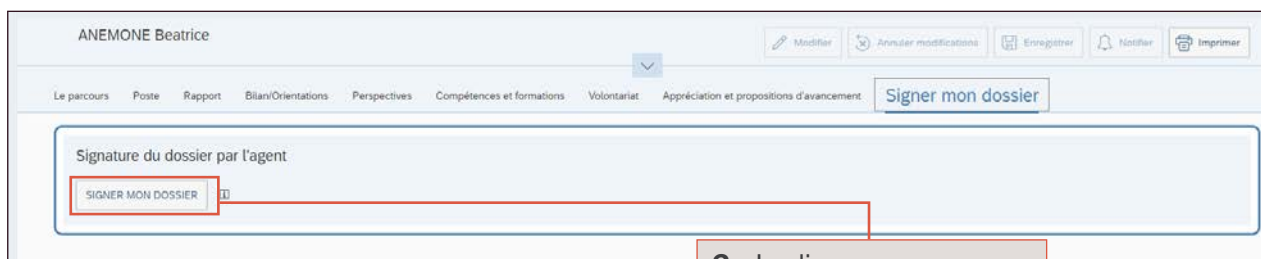 ANEMONE Beatrice
Modifier Annuler modifications Enregistrer Notifier Imprimer
Le parcours Poste Rapport Bilan/Orientations Perspectives Compétences et formations Volontariat Appréciation et propositions d'avancement Signer mon dossier
Signature du dossier par l'agent
SIGNER MON DOSSIER